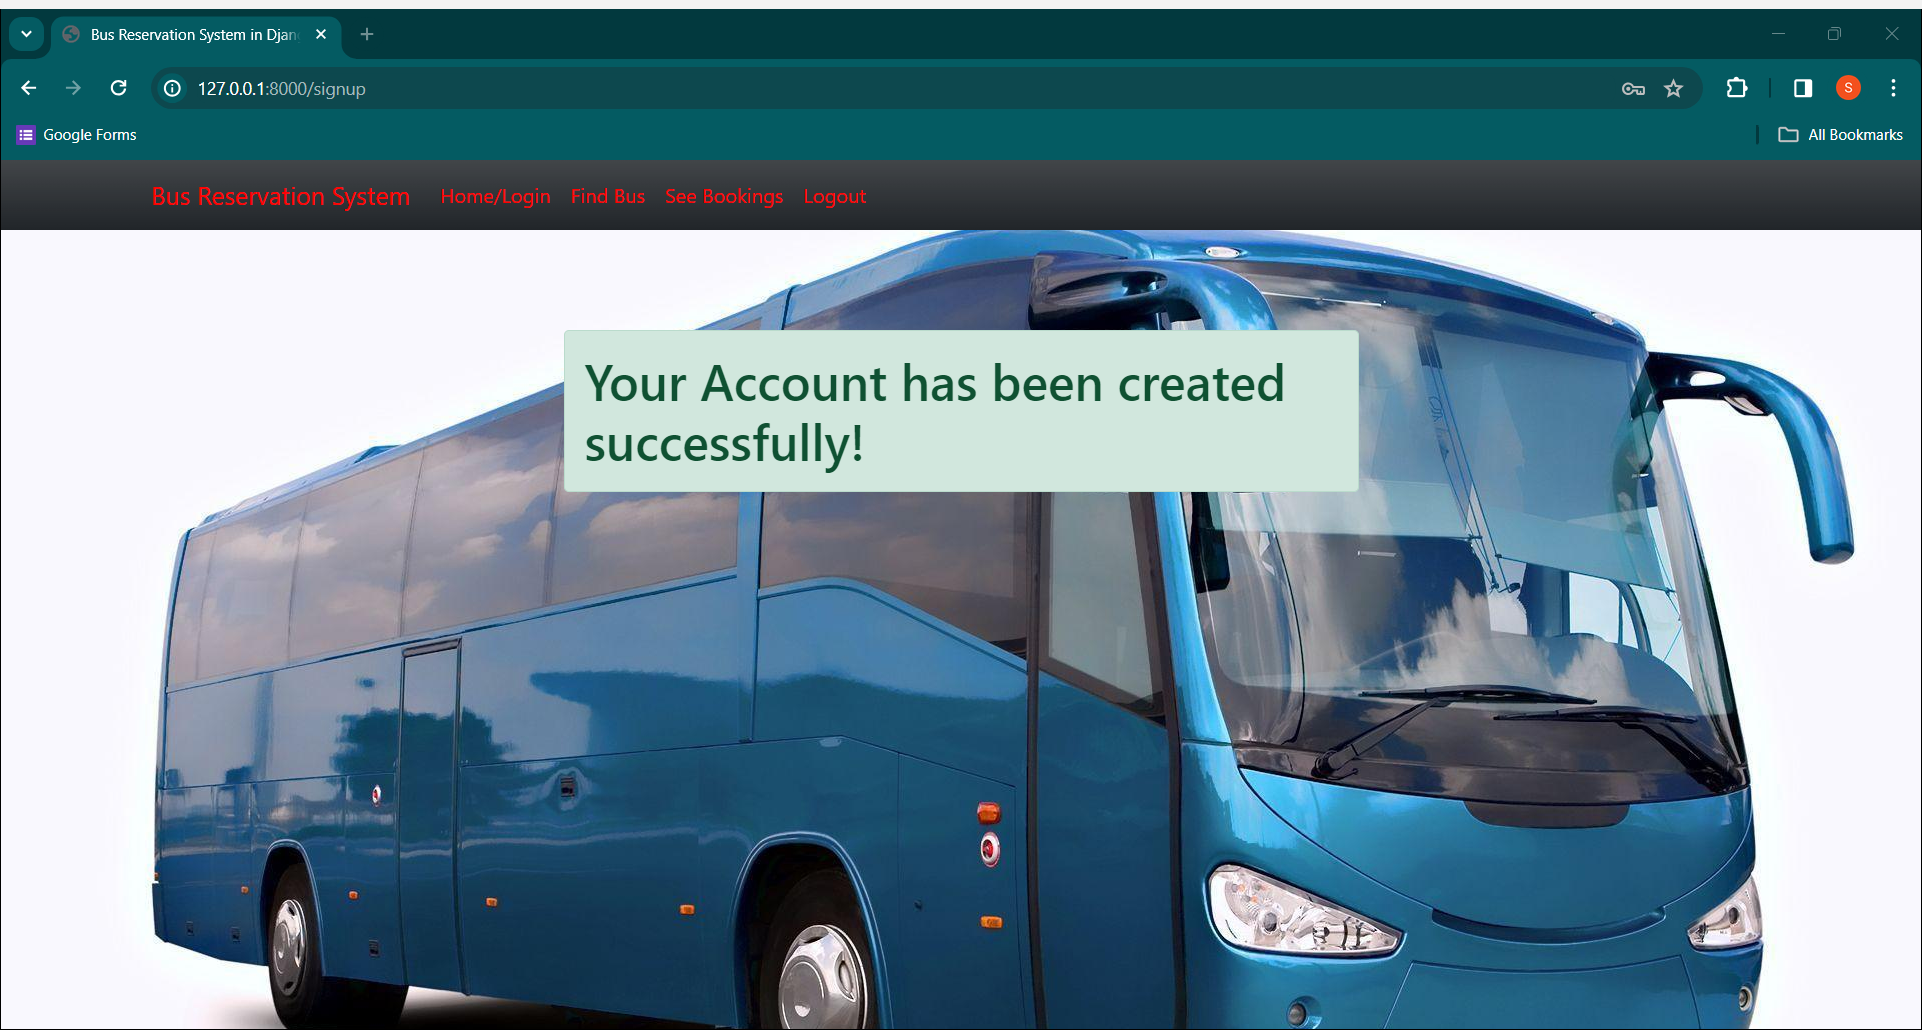 Bus Reservation System in Djan
127.0.0.1:8000/signup
S
Google Forms
All Bookmarks
Bus Reservation System Home/Login Find Bus See Bookings Logout
Your Account has been created
successfully!